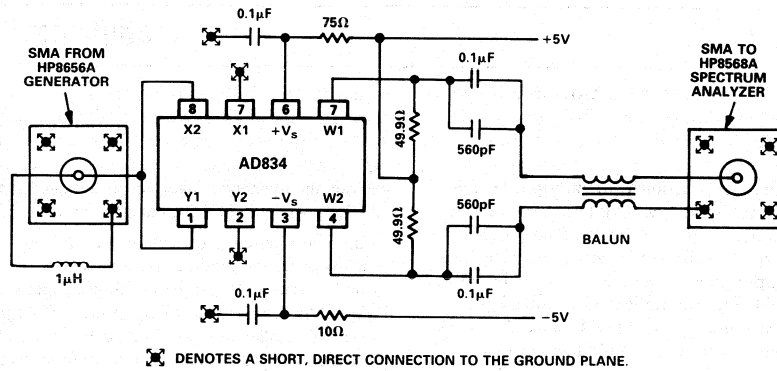 0.1μF
75Ω
+5V
SMA FROM
HP8656A
GENERATOR
0.1μF
SMA TO
HP8568A
SPECTRUM
ANALYZER
8
7
6
7
X2
X1
+VS
W1
49.9Ω
560pF
AD834
Y1
Y2
−VS
W2
49.9Ω
560pF
1
2
3
4
BALUN
1μH
0.1μF
0.1μF
10Ω
−5V
DENOTES A SHORT, DIRECT CONNECTION TO THE GROUND PLANE.